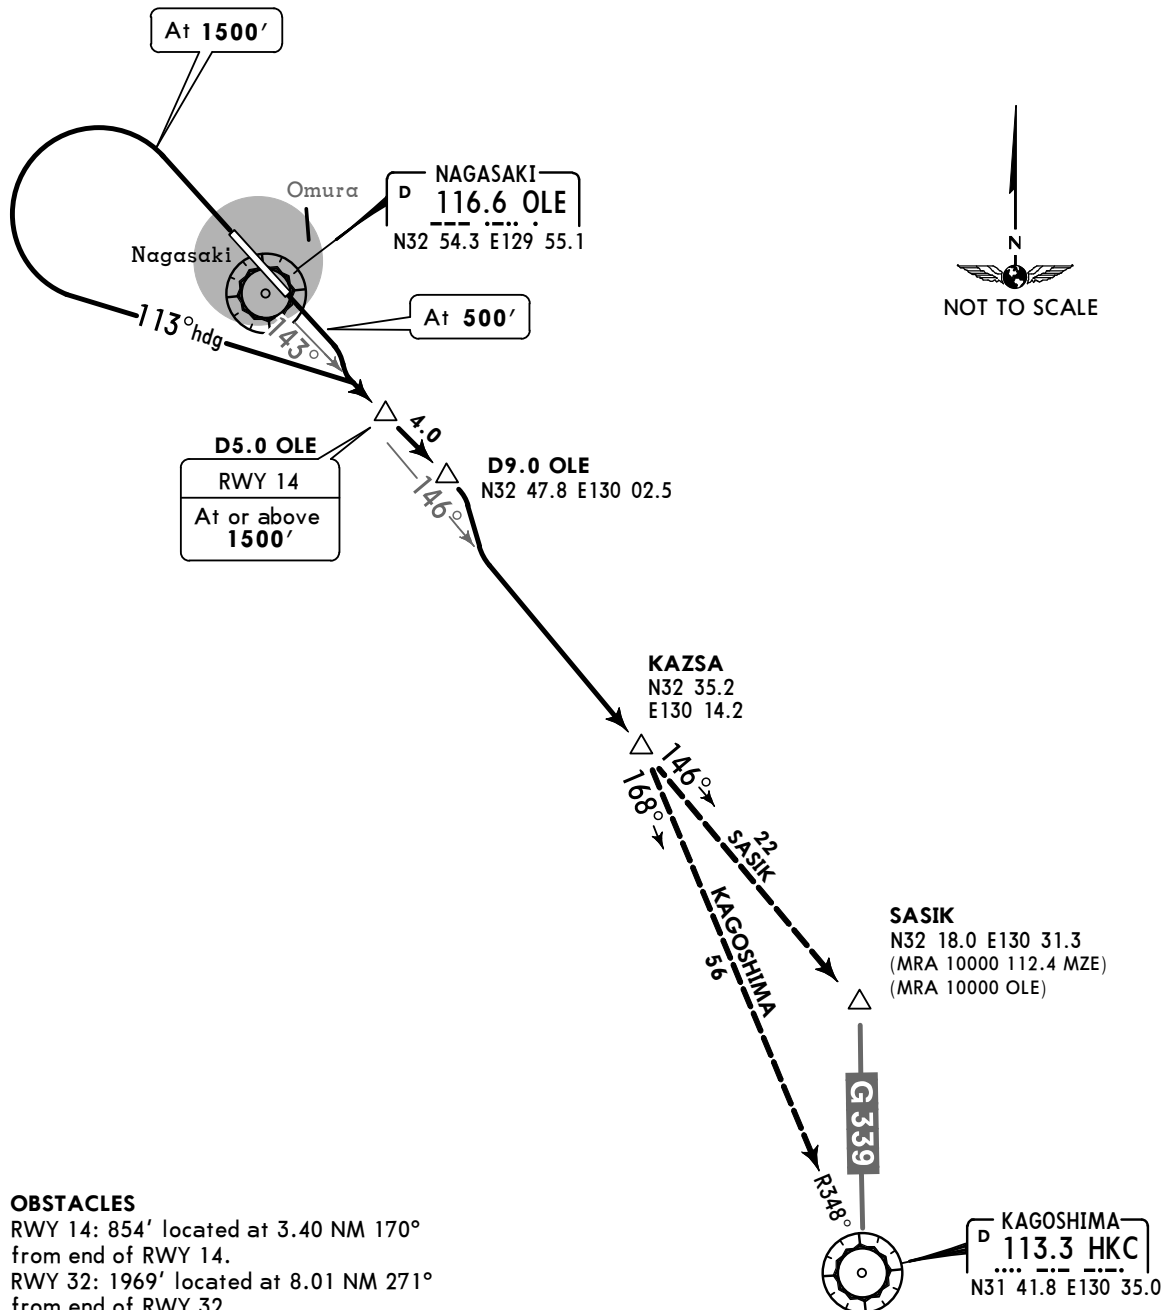 At 1500′
NAGASAKI
D 116.6 OLE
N32 54.3 E129 55.1
Omura
Nagasaki
N
NOT TO SCALE
At 500′
113°hdg
143°
4.0
D5.0 OLE
RWY 14
At or above
1500′
D9.0 OLE
N32 47.8 E130 02.5
146°
KAZSA
N32 35.2
E130 14.2
146°
168°
22
SASIK
KAGOSHIMA
56
SASIK
N32 18.0 E130 31.3
(MRA 10000 112.4 MZE)
(MRA 10000 OLE)
G 339
R348°
KAGOSHIMA
D 113.3 HKC
N31 41.8 E130 35.0
OBSTACLES
RWY 14: 854′ located at 3.40 NM 170°
from end of RWY 14.
RWY 32: 1969′ located at 8.01 NM 271°
from end of RWY 32